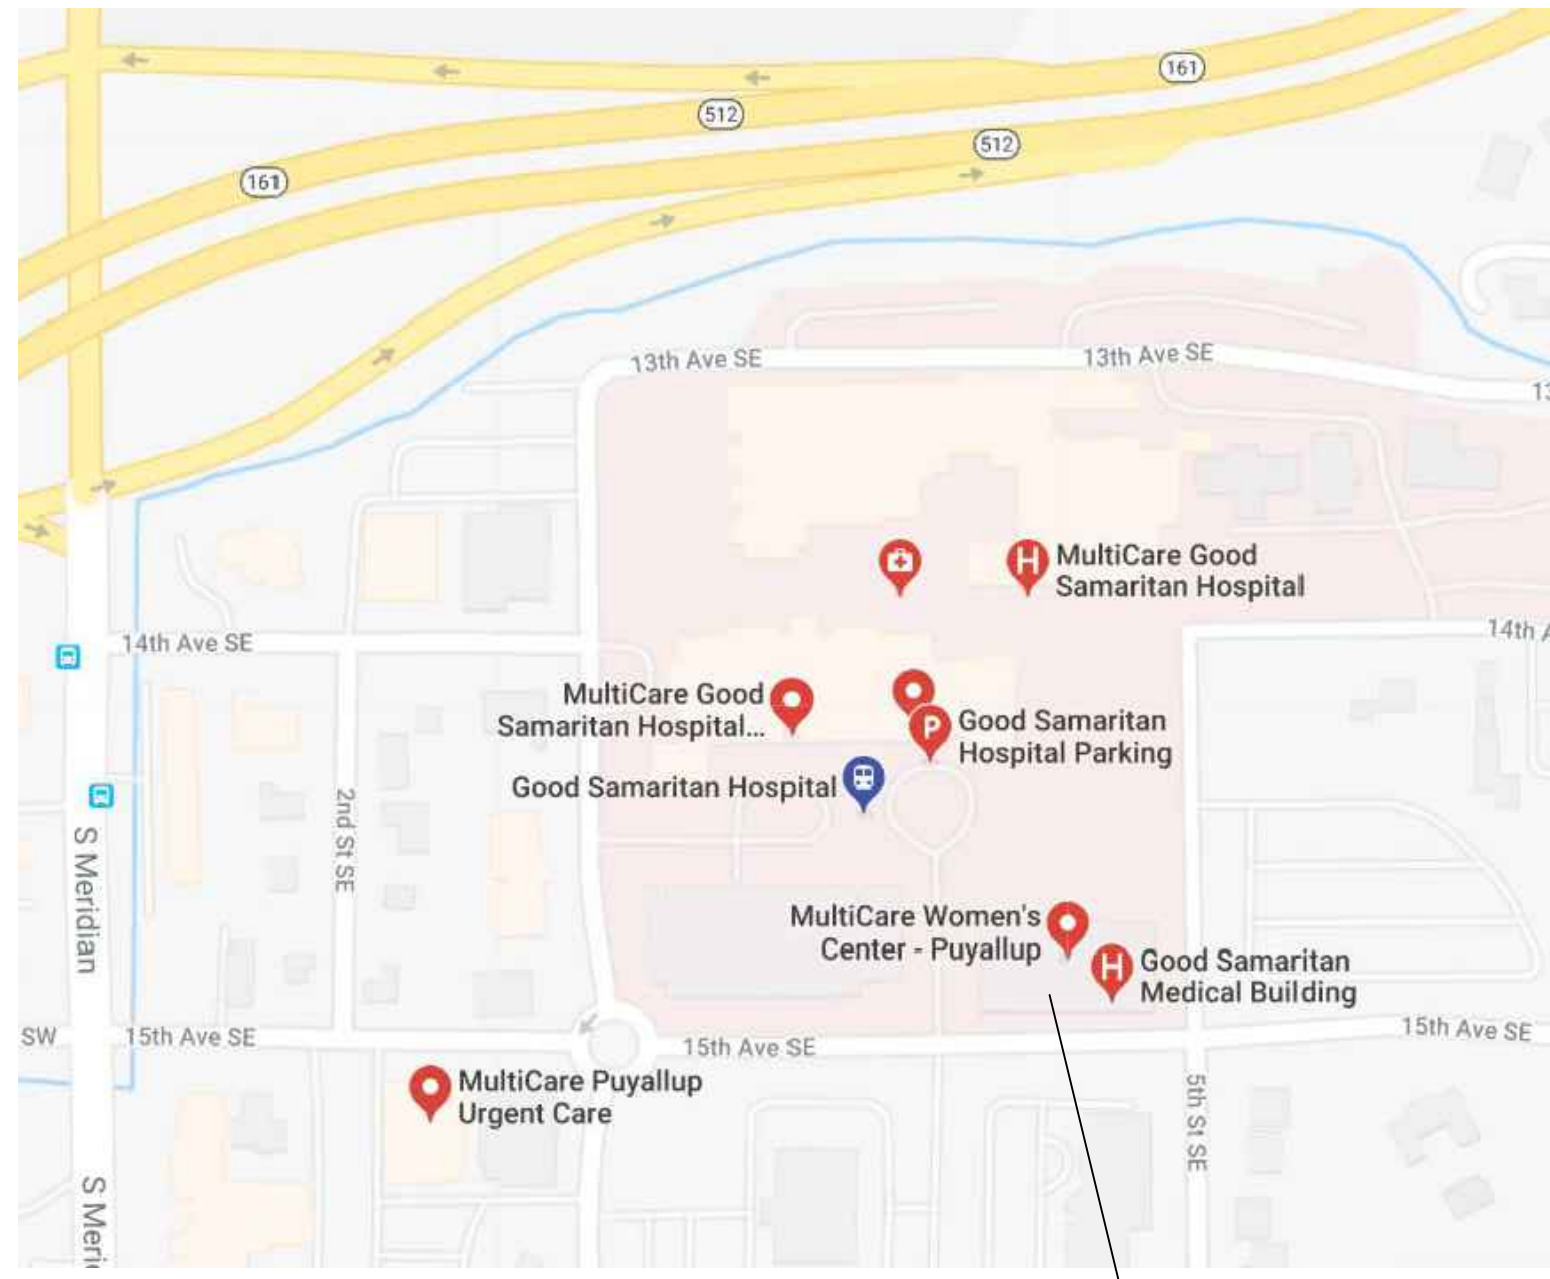 161
512
512
161
13th Ave SE
13th Ave SE
13
H
MultiCare Good
Samaritan Hospital
14th Ave SE
14th A
MultiCare Good
Samaritan Hospital...
P
Good Samaritan
Hospital Parking
Good Samaritan Hospital
2nd St SE
S Meridian
MultiCare Women's
Center - Puyallup
H
Good Samaritan
Medical Building
SW
15th Ave SE
15th Ave SE
15th Ave SE
MultiCare Puyallup
Urgent Care
5th St SE
S Meri